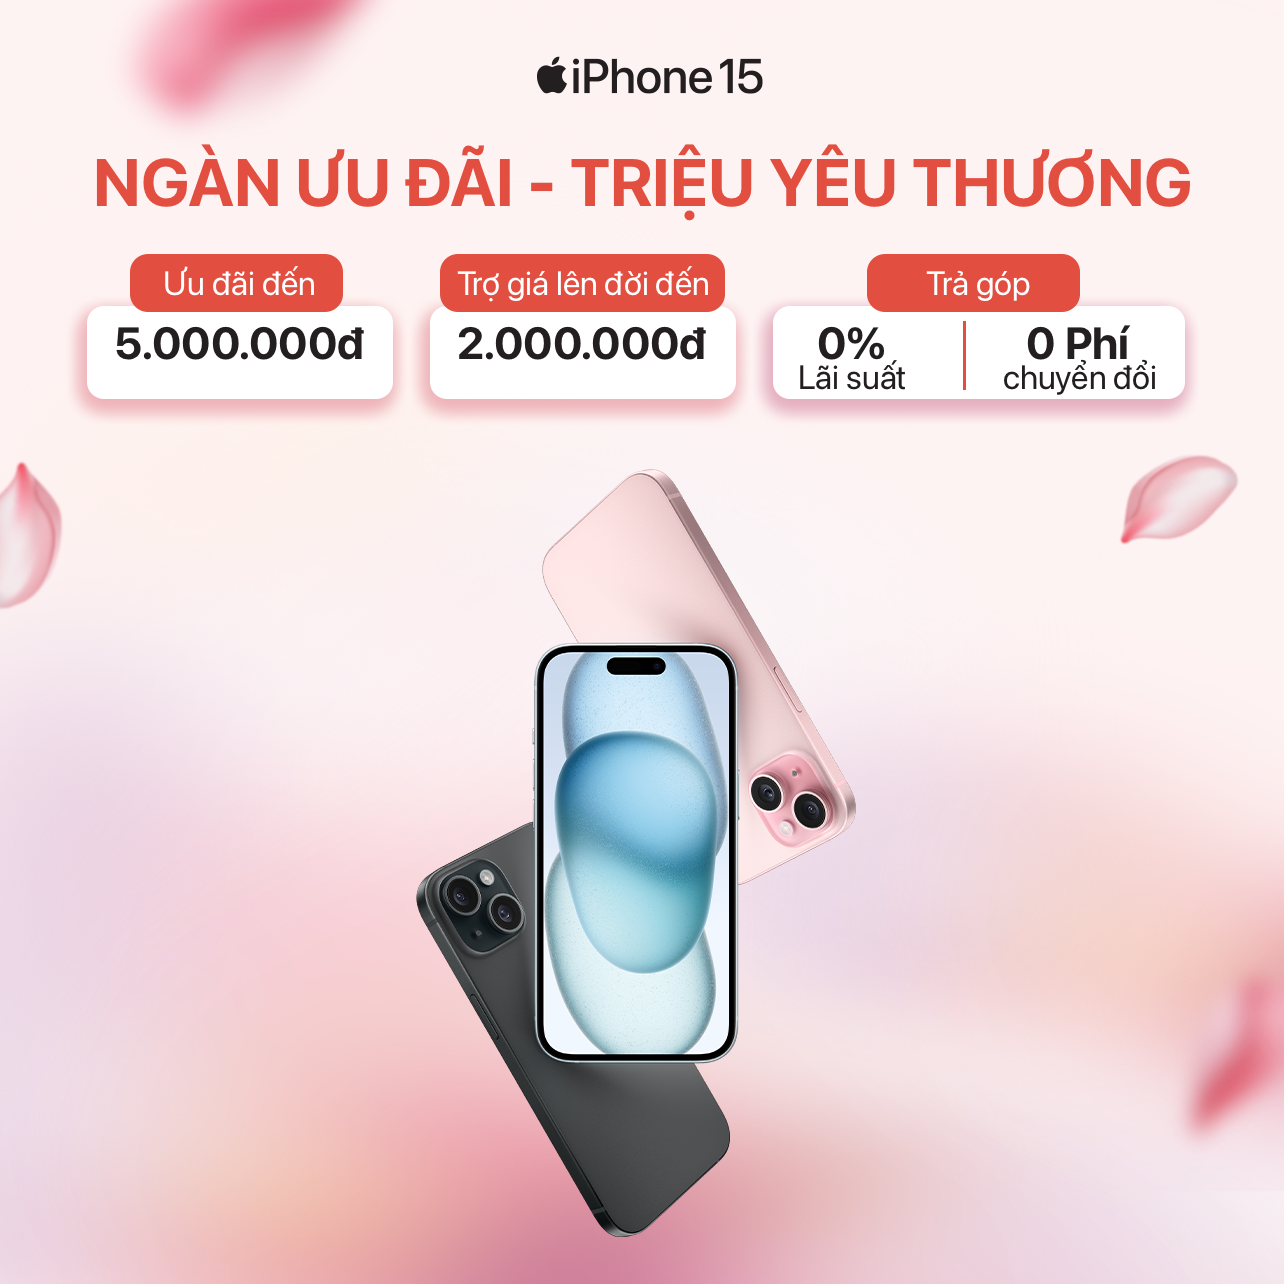 iPhone 15
NGÀN ƯU ĐÃI - TRIỆU YÊU THƯƠNG
Ưu đãi đến
5.000.000đ
Trợ giá lên đời đến
2.000.000đ
Trả góp
0%
Lãi suất
0 Phí
chuyển đổi